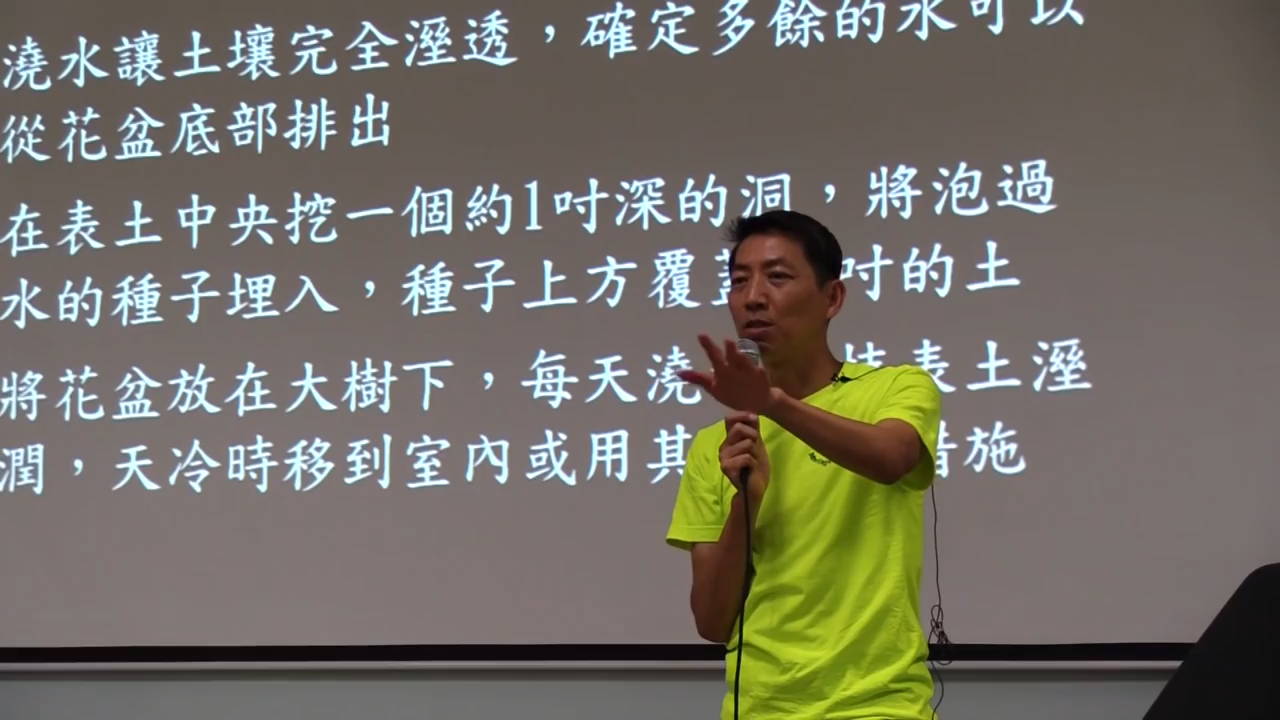 澆水讓土壤完全溼透，確定多餘的水可以
從花盆底部排出
在表土中央挖一個約1吋深的洞，將泡過
水的種子埋入，種子上方覆蓋 吋的土
將花盆放在大樹下，每天澆 表土溼
潤，天冷時移到室內或用其 措施